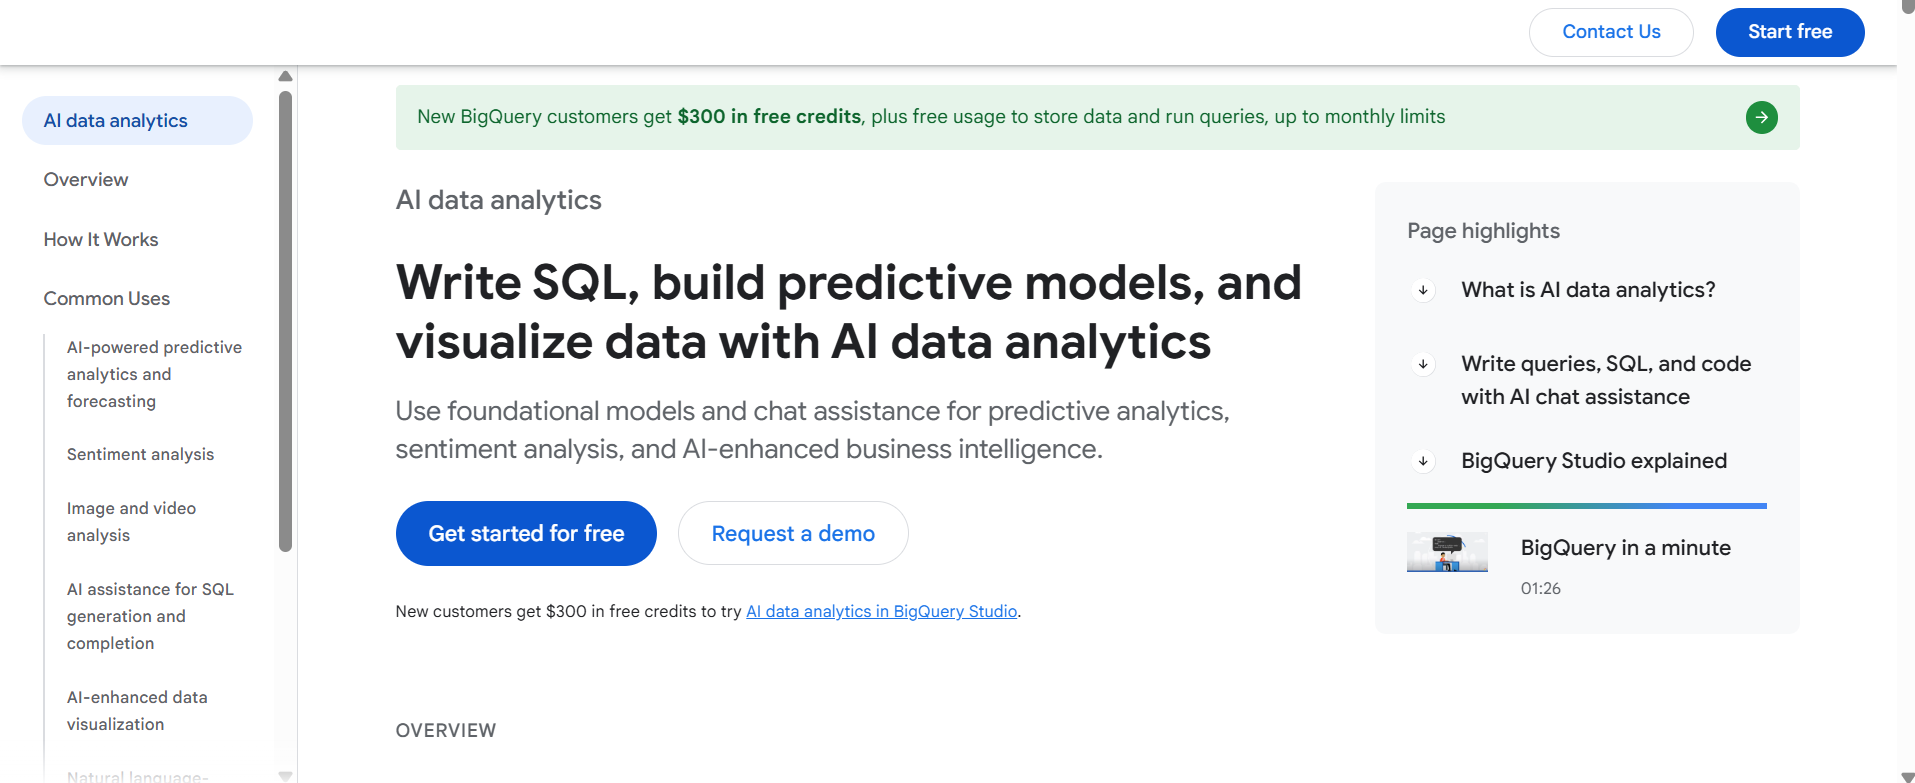 Contact Us
Start free
AI data analytics
Overview
How It Works
Common Uses
AI-powered predictive
analytics and
forecasting
Sentiment analysis
Image and video
analysis
AI assistance for SQL
generation and
completion
AI-enhanced data
visualization
Natural language-
New BigQuery customers get $300 in free credits, plus free usage to store data and run queries, up to monthly limits
AI data analytics
Write SQL, build predictive models, and
visualize data with AI data analytics
Use foundational models and chat assistance for predictive analytics,
sentiment analysis, and AI-enhanced business intelligence.
Get started for free
Request a demo
New customers get $300 in free credits to try AI data analytics in BigQuery Studio.
OVERVIEW
Page highlights
What is AI data analytics?
Write queries, SQL, and code
with AI chat assistance
BigQuery Studio explained
BigQuery in a minute
01:26